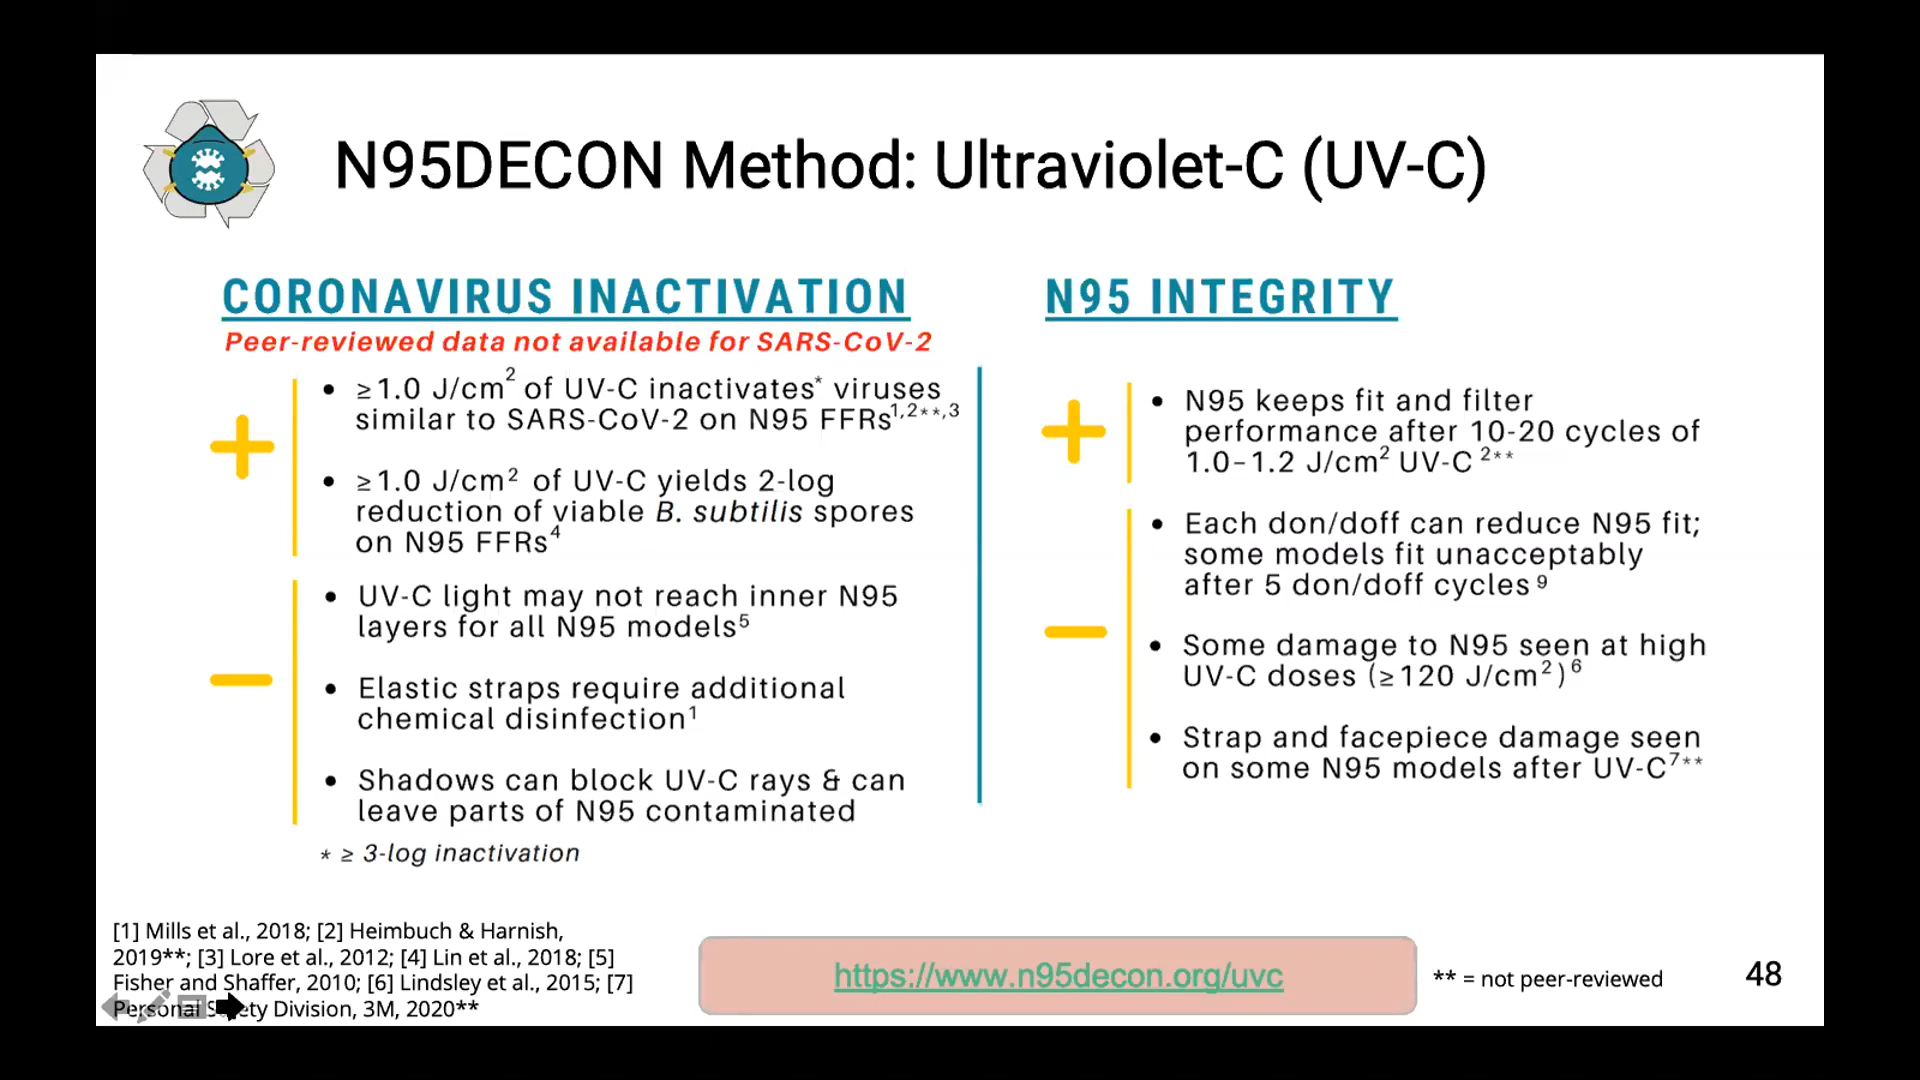 N95DECON Method: Ultraviolet-C (UV-C)
CORONAVIRUS INACTIVATION
Peer-reviewed data not available for SARS-CoV-2
• ≥1.0 J/cm² of UV-C inactivates* viruses
similar to SARS-CoV-2 on N95 FFRs¹,²**,³
• ≥1.0 J/cm² of UV-C yields 2-log
reduction of viable B. subtilis spores
on N95 FFRs⁴
• UV-C light may not reach inner N95
layers for all N95 models⁵
• Elastic straps require additional
chemical disinfection¹
• Shadows can block UV-C rays & can
leave parts of N95 contaminated
* ≥ 3-log inactivation
N95 INTEGRITY
• N95 keeps fit and filter
performance after 10-20 cycles of
1.0–1.2 J/cm² UV-C ²**
• Each don/doff can reduce N95 fit;
some models fit unacceptably
after 5 don/doff cycles ⁹
• Some damage to N95 seen at high
UV-C doses (≥120 J/cm²)⁶
• Strap and facepiece damage seen
on some N95 models after UV-C⁷**
[1] Mills et al., 2018; [2] Heimbuch & Harnish,
2019**; [3] Lore et al., 2012; [4] Lin et al., 2018; [5]
Fisher and Shaffer, 2010; [6] Lindsley et al., 2015; [7]
Personal Safety Division, 3M, 2020**
https://www.n95decon.org/uvc
** = not peer-reviewed
48